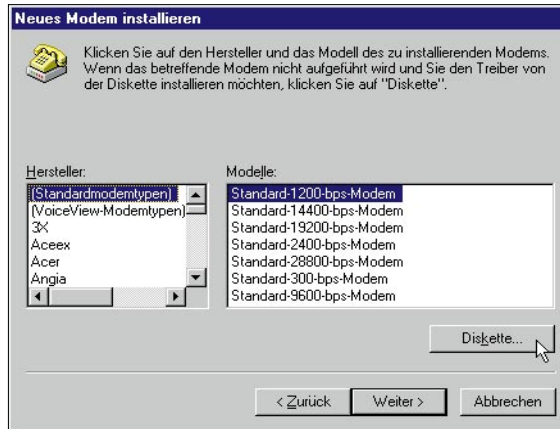 Neues Modem installieren
Klicken Sie auf den Hersteller und das Modell des zu installierenden Modems.
Wenn das betreffende Modem nicht aufgeführt wird und Sie den Treiber von
der Diskette installieren möchten, klicken Sie auf "Diskette".
Hersteller:
(Standardmodemtypen)
(VoiceView-Modemtypen)
3X
Aceex
Acer
Angia
Modelle:
Standard-1200-bps-Modem
Standard-14400-bps-Modem
Standard-19200-bps-Modem
Standard-2400-bps-Modem
Standard-28800-bps-Modem
Standard-300-bps-Modem
Standard-9600-bps-Modem
Diskette...
< Zurück
Weiter >
Abbrechen